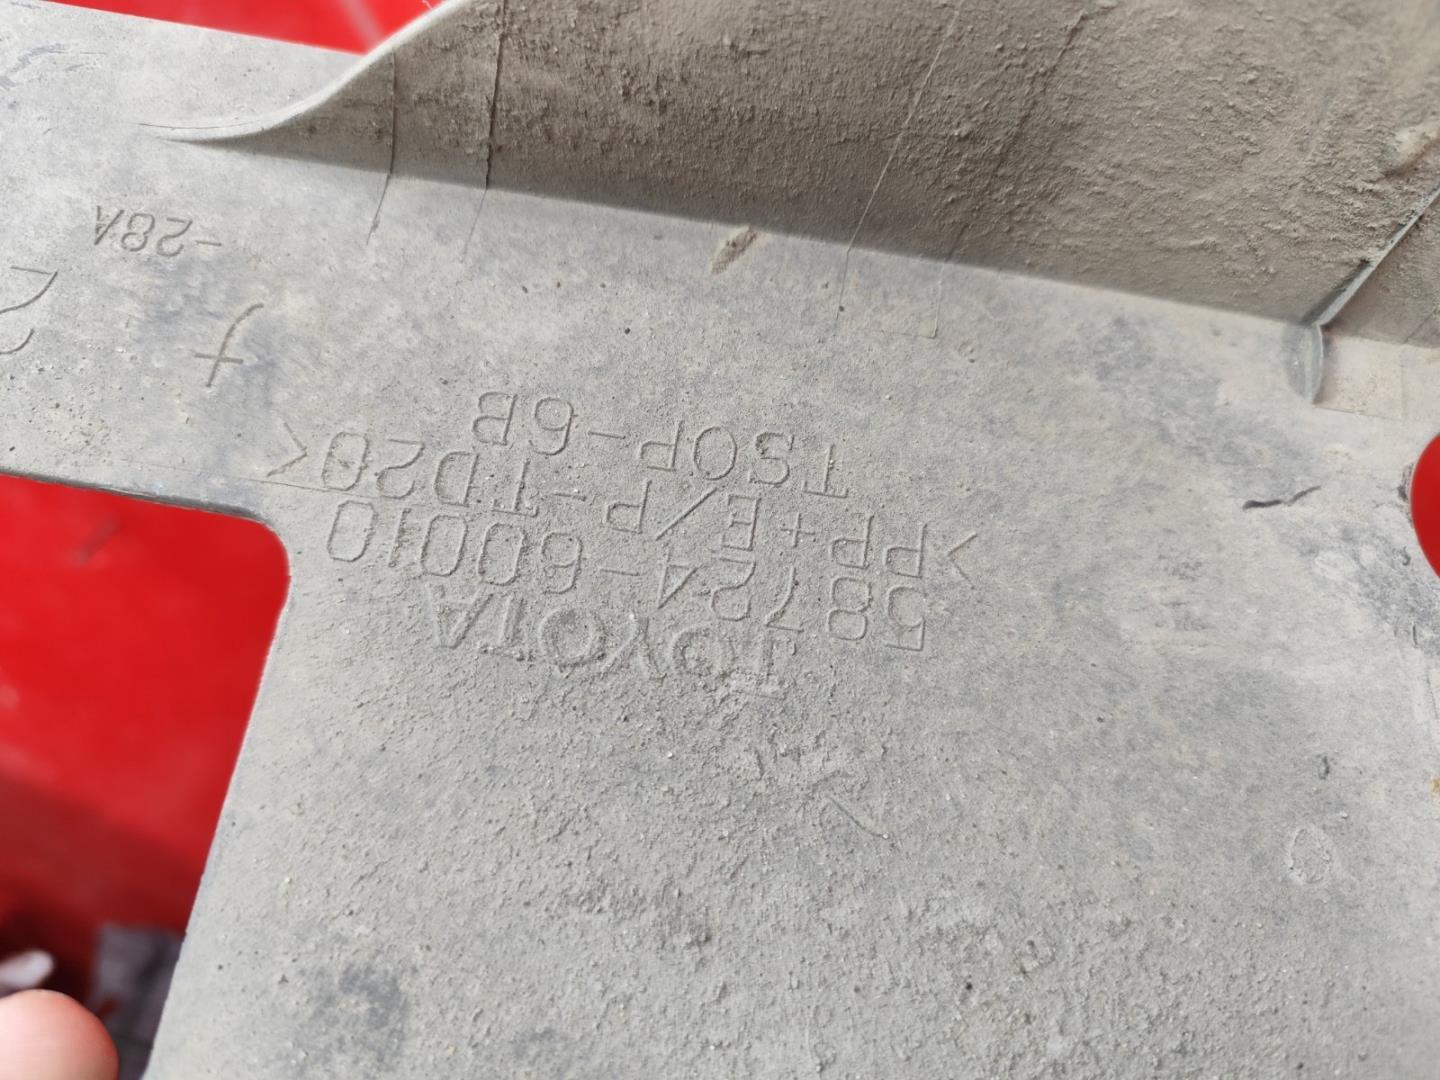 TOYOTA
58724-60010
>PP+E/P-TD20<
TSOP-6B
-28A